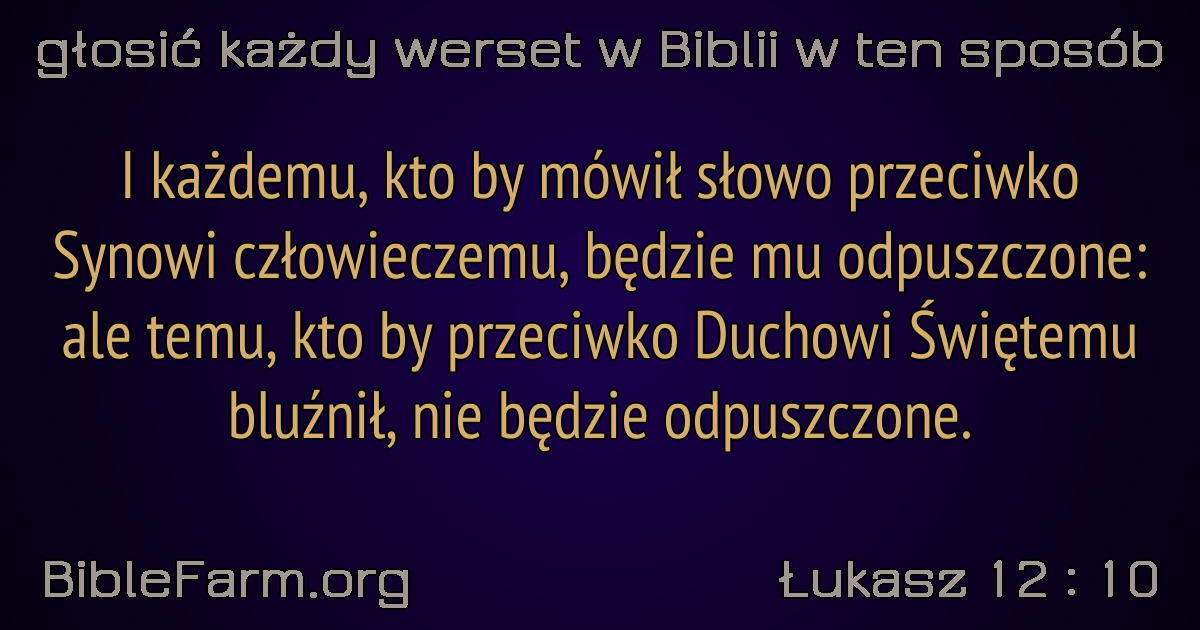 głosić każdy werset w Biblii w ten sposób
I każdemu, kto by mówił słowo przeciwko
Synowi człowieczemu, będzie mu odpuszczone:
ale temu, kto by przeciwko Duchowi Świętemu
bluźnił, nie będzie odpuszczone.
BibleFarm.org
Łukasz 12 : 10